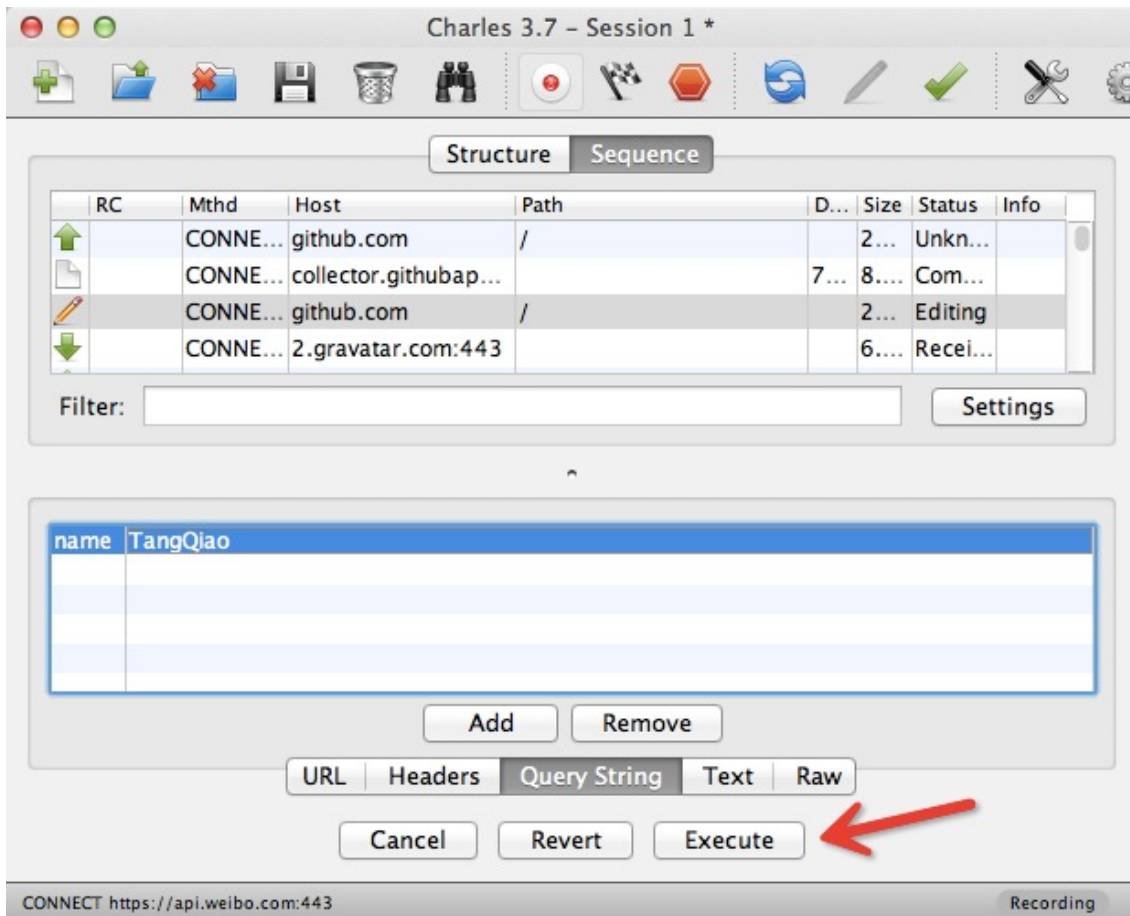 Charles 3.7 – Session 1 *
Structure Sequence
RC Mthd Host Path D... Size Status Info
CONNE... github.com / 2... Unkn...
CONNE... collector.githubap... 7... 8.... Com...
CONNE... github.com / 2... Editing
CONNE... 2.gravatar.com:443 6.... Recei...
Filter: Settings
name TangQiao
Add Remove
URL Headers Query String Text Raw
Cancel Revert Execute
CONNECT https://api.weibo.com:443 Recording